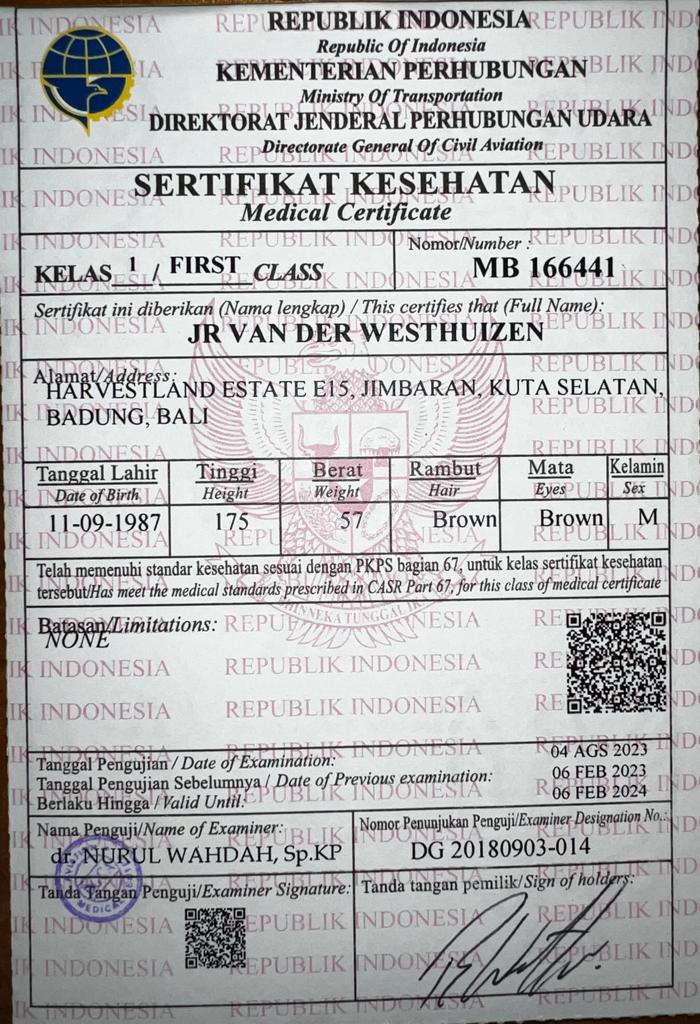 REPUBLIK INDONESIA
Republic Of Indonesia
KEMENTERIAN PERHUBUNGAN
Ministry Of Transportation
DIREKTORAT JENDERAL PERHUBUNGAN UDARA
Directorate General Of Civil Aviation
SERTIFIKAT KESEHATAN
Medical Certificate
KELAS 1 / FIRST CLASS
Nomor/Number :
MB 166441
Sertifikat ini diberikan (Nama lengkap) / This certifies that (Full Name):
JR VAN DER WESTHUIZEN
Alamat/Address:
HARVESTLAND ESTATE E15, JIMBARAN, KUTA SELATAN,
BADUNG, BALI
Tanggal Lahir Tinggi Berat Rambut Mata Kelamin
Date of Birth Height Weight Hair Eyes Sex
11-09-1987 175 57 Brown Brown M
Telah memenuhi standar kesehatan sesuai dengan PKPS bagian 67, untuk kelas sertifikat kesehatan
tersebut/Has meet the medical standards prescribed in CASR Part 67, for this class of medical certificate
Batasan/Limitations:
NONE
Tanggal Pengujian / Date of Examination: 04 AGS 2023
Tanggal Pengujian Sebelumnya / Date of Previous examination: 06 FEB 2023
Berlaku Hingga / Valid Until: 06 FEB 2024
Nama Penguji/Name of Examiner:
dr. NURUL WAHDAH, Sp.KP
Nomor Penunjukan Penguji/Examiner Designation No.:
DG 20180903-014
Tanda Tangan Penguji/Examiner Signature:
MEDICAL
Tanda tangan pemilik/Sign of holders: